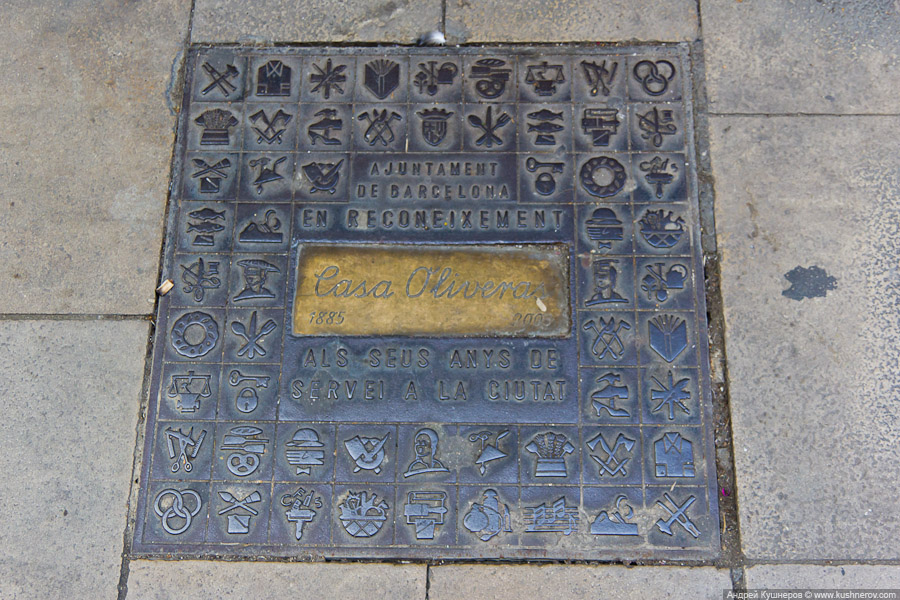 AJUNTAMENT
DE BARCELONA
EN RECONEIXEMENT
Casa Oliveras
1885
ALS SEUS ANYS DE
SERVEI A LA CIUTAT
Андрей Кушнеров © www.kushnerov.com